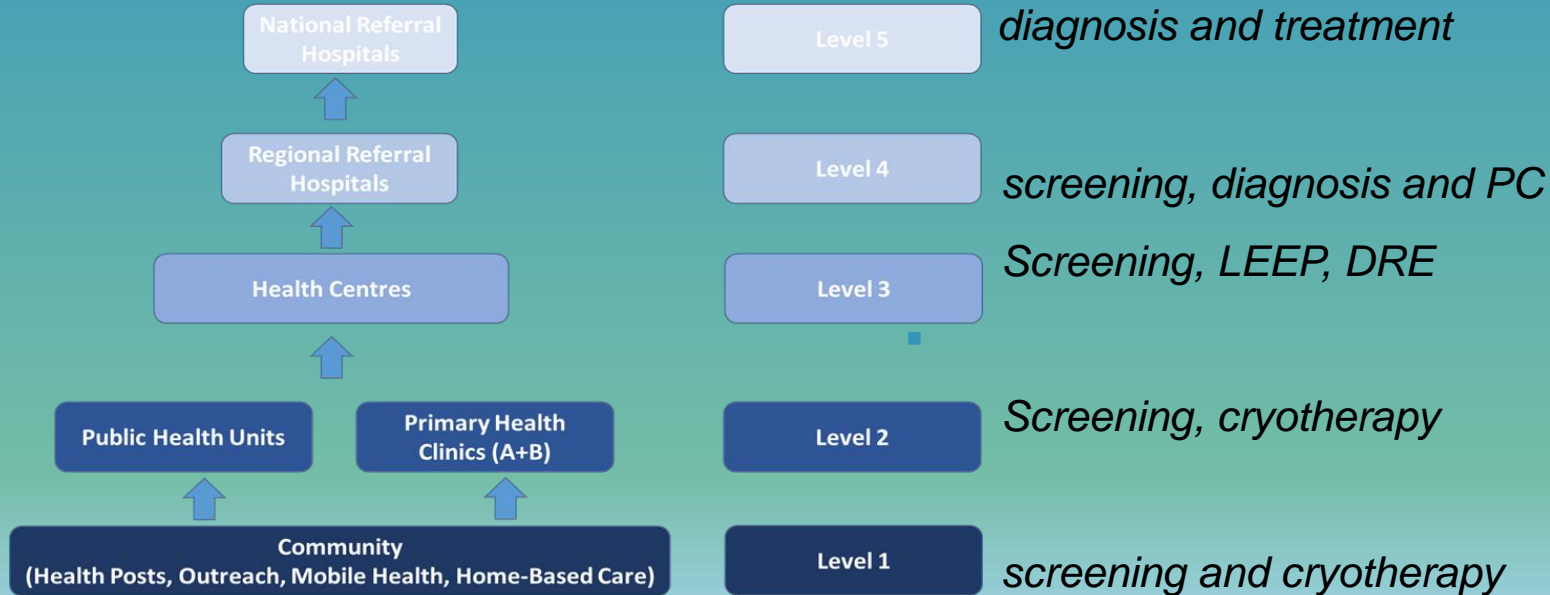 National Referral
Hospitals
Level 5
diagnosis and treatment
Regional Referral
Hospitals
Level 4
screening, diagnosis and PC
Health Centres
Level 3
Screening, LEEP, DRE
Public Health Units
Primary Health
Clinics (A+B)
Level 2
Screening, cryotherapy
Community
(Health Posts, Outreach, Mobile Health, Home-Based Care)
Level 1
screening and cryotherapy